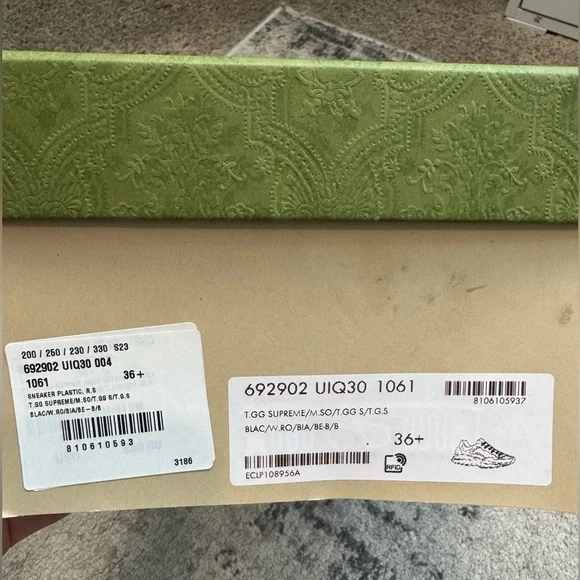 200 / 250 / 230 / 330 S23
692902 UIQ30 004
1061 36+
SNEAKER PLASTIC, R.S
T.GG SUPREME/M.SO/T.GG S/T.G.S
BLAC/W.RO/BIA/BE-B/B
810610593
3186
692902 UIQ30 1061
8106105937
T.GG SUPREME/M.SO/T.GG S/T.G.S
BLAC/W.RO/BIA/BE-B/B
36+
RFID
ECLP108956A